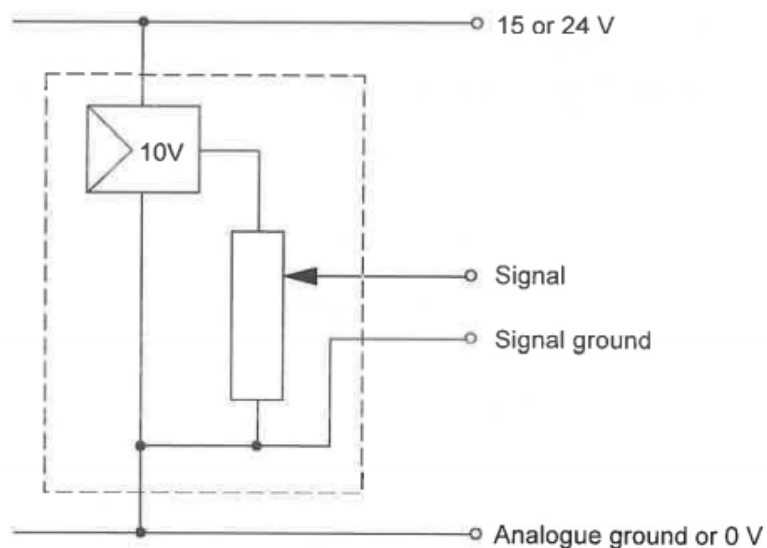 15 or 24 V
10V
Signal
Signal ground
Analogue ground or 0 V